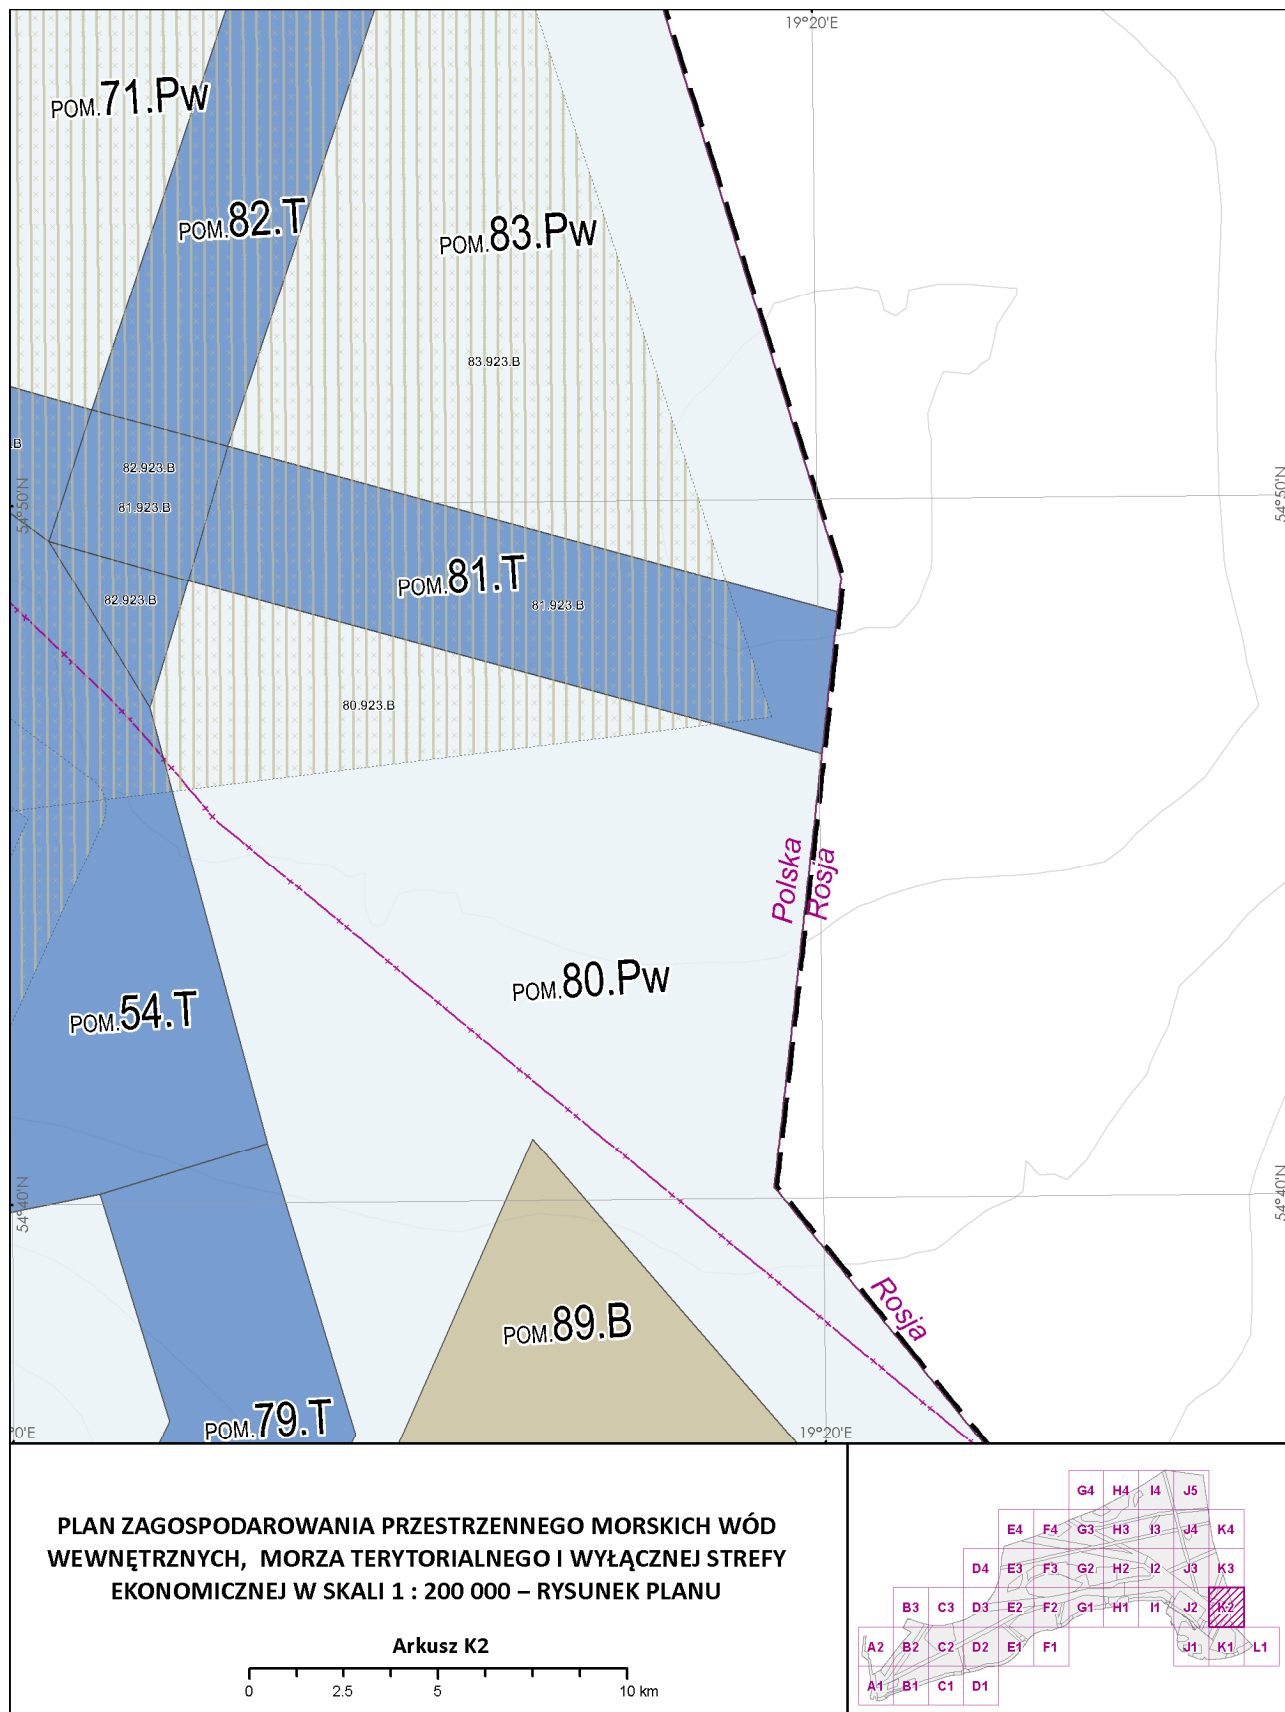 19°20'E
POM.71.Pw
POM.82.T
POM.83.Pw
83.923.B
.B
82.923.B
81.923.B
54°50'N
54°50'N
POM.81.T
82.923.B
81.923.B
80.923.B
Polska
Rosja
POM.80.Pw
POM.54.T
54°40'N
54°40'N
Rosja
POM.89.B
POM.79.T
0'E
19°20'E
PLAN ZAGOSPODAROWANIA PRZESTRZENNEGO MORSKICH WÓD
WEWNĘTRZNYCH, MORZA TERYTORIALNEGO I WYŁĄCZNEJ STREFY
EKONOMICZNEJ W SKALI 1 : 200 000 – RYSUNEK PLANU
Arkusz K2
0 2.5 5 10 km
G4 H4 I4 J5
E4 F4 G3 H3 I3 J4 K4
D4 E3 F3 G2 H2 I2 J3 K3
B3 C3 D3 E2 F2 G1 H1 I1 J2 K2
A2 B2 C2 D2 E1 F1 J1 K1 L1
A1 B1 C1 D1